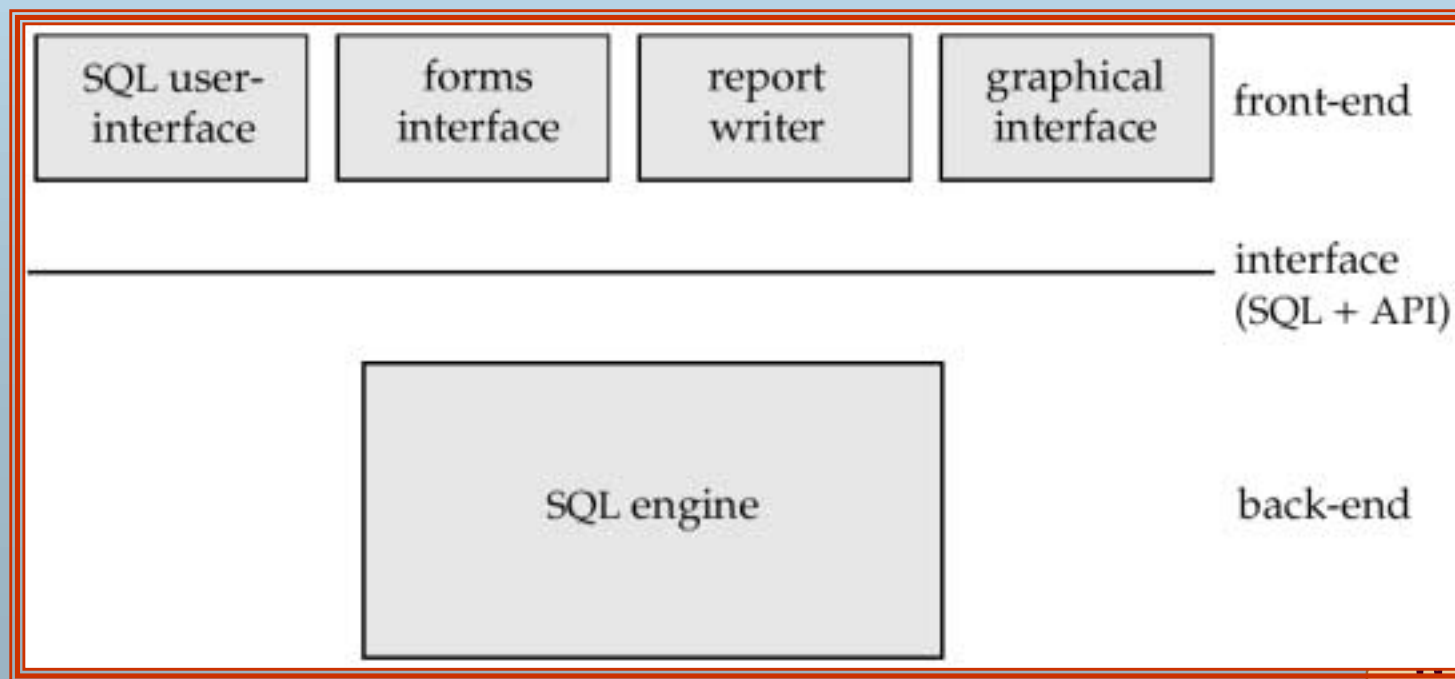 SQL user-
interface
forms
interface
report
writer
graphical
interface
front-end
interface
(SQL + API)
SQL engine
back-end